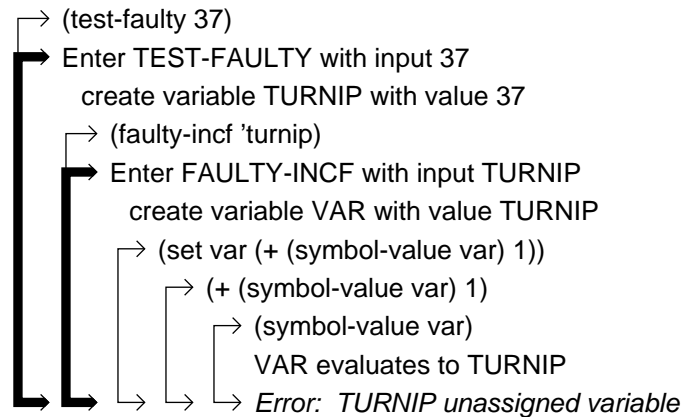 (test-faulty 37)
Enter TEST-FAULTY with input 37
create variable TURNIP with value 37
(faulty-incf ’turnip)
Enter FAULTY-INCF with input TURNIP
create variable VAR with value TURNIP
(set var (+ (symbol-value var) 1))
(+ (symbol-value var) 1)
(symbol-value var)
VAR evaluates to TURNIP
Error: TURNIP unassigned variable